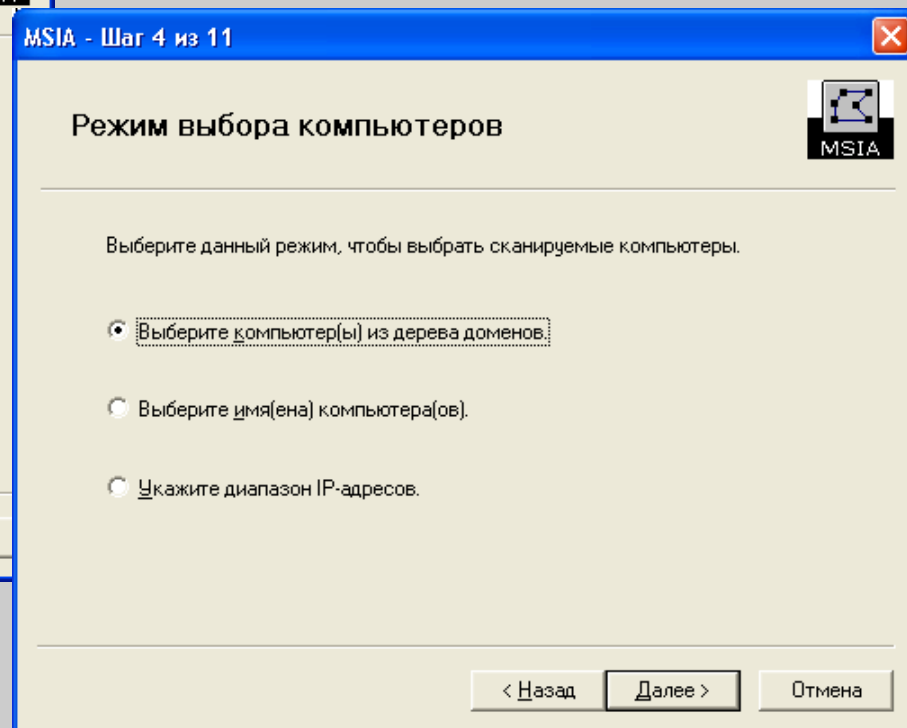 MSIA - Шаг 4 из 11
Режим выбора компьютеров
MSIA
Выберите данный режим, чтобы выбрать сканируемые компьютеры.
Выберите компьютер(ы) из дерева доменов.
Выберите имя(ена) компьютера(ов).
Укажите диапазон IP-адресов.
< Назад Далее > Отмена